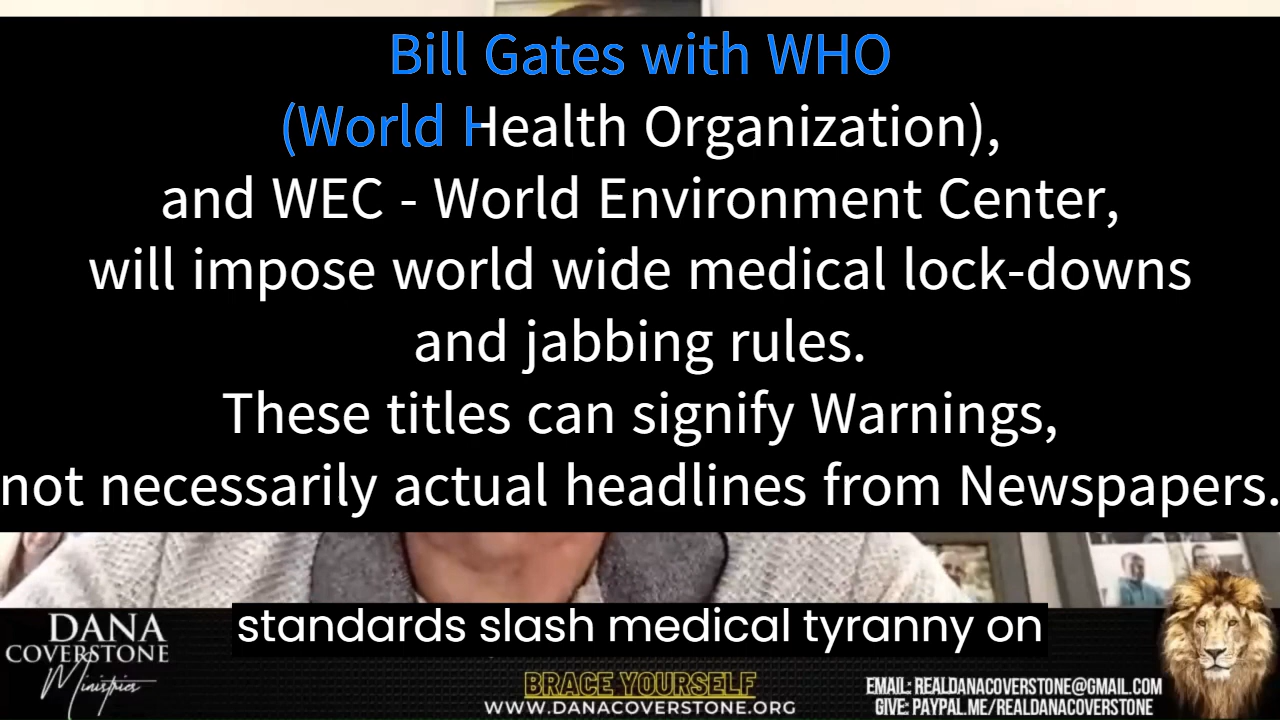 Bill Gates with WHO
(World Health Organization),
and WEC - World Environment Center,
will impose world wide medical lock-downs
and jabbing rules.
These titles can signify Warnings,
not necessarily actual headlines from Newspapers.
standards slash medical tyranny on
DANA
COVERSTONE
Ministries
BRACE YOURSELF
WWW.DANACOVERSTONE.ORG
EMAIL: REALDANACOVERSTONE@GMAIL.COM
GIVE: PAYPAL.ME/REALDANACOVERSTONE